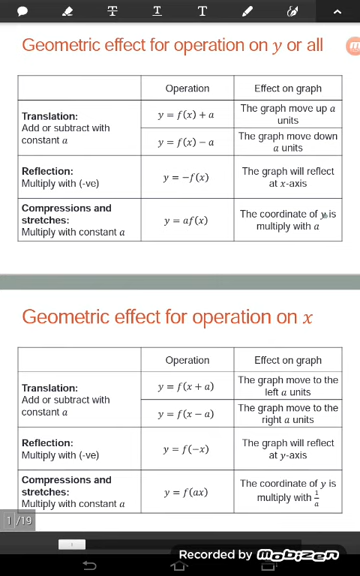 Geometric effect for operation on y or all
Operation
Effect on graph
Translation:
Add or subtract with
constant a
y = f(x) + a
The graph move up a
units
y = f(x) − a
The graph move down
a units
Reflection:
Multiply with (-ve)
y = −f(x)
The graph will reflect
at x-axis
Compressions and
stretches:
Multiply with constant a
y = af(x)
The coordinate of y is
multiply with a
Geometric effect for operation on x
Operation
Effect on graph
Translation:
Add or subtract with
constant a
y = f(x + a)
The graph move to the
left a units
y = f(x − a)
The graph move to the
right a units
Reflection:
Multiply with (-ve)
y = f(−x)
The graph will reflect
at y-axis
Compressions and
stretches:
Multiply with constant a
y = f(ax)
The coordinate of y is
multiply with 1/a
1/19
Recorded by Mobizen